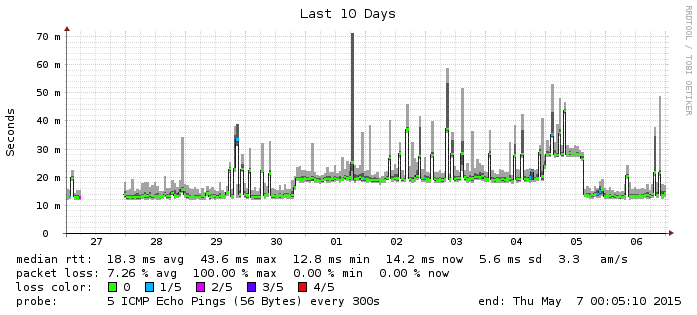 Last 10 Days
RRDTOOL / TOBI OETIKER
Seconds
70 m
60 m
50 m
40 m
30 m
20 m
10 m
0
27 28 29 30 01 02 03 04 05 06
median rtt: 18.3 ms avg 43.6 ms max 12.8 ms min 14.2 ms now 5.6 ms sd 3.3 am/s
packet loss: 7.26 % avg 100.00 % max 0.00 % min 0.00 % now
loss color: 0 1/5 2/5 3/5 4/5
probe: 5 ICMP Echo Pings (56 Bytes) every 300s end: Thu May 7 00:05:10 2015